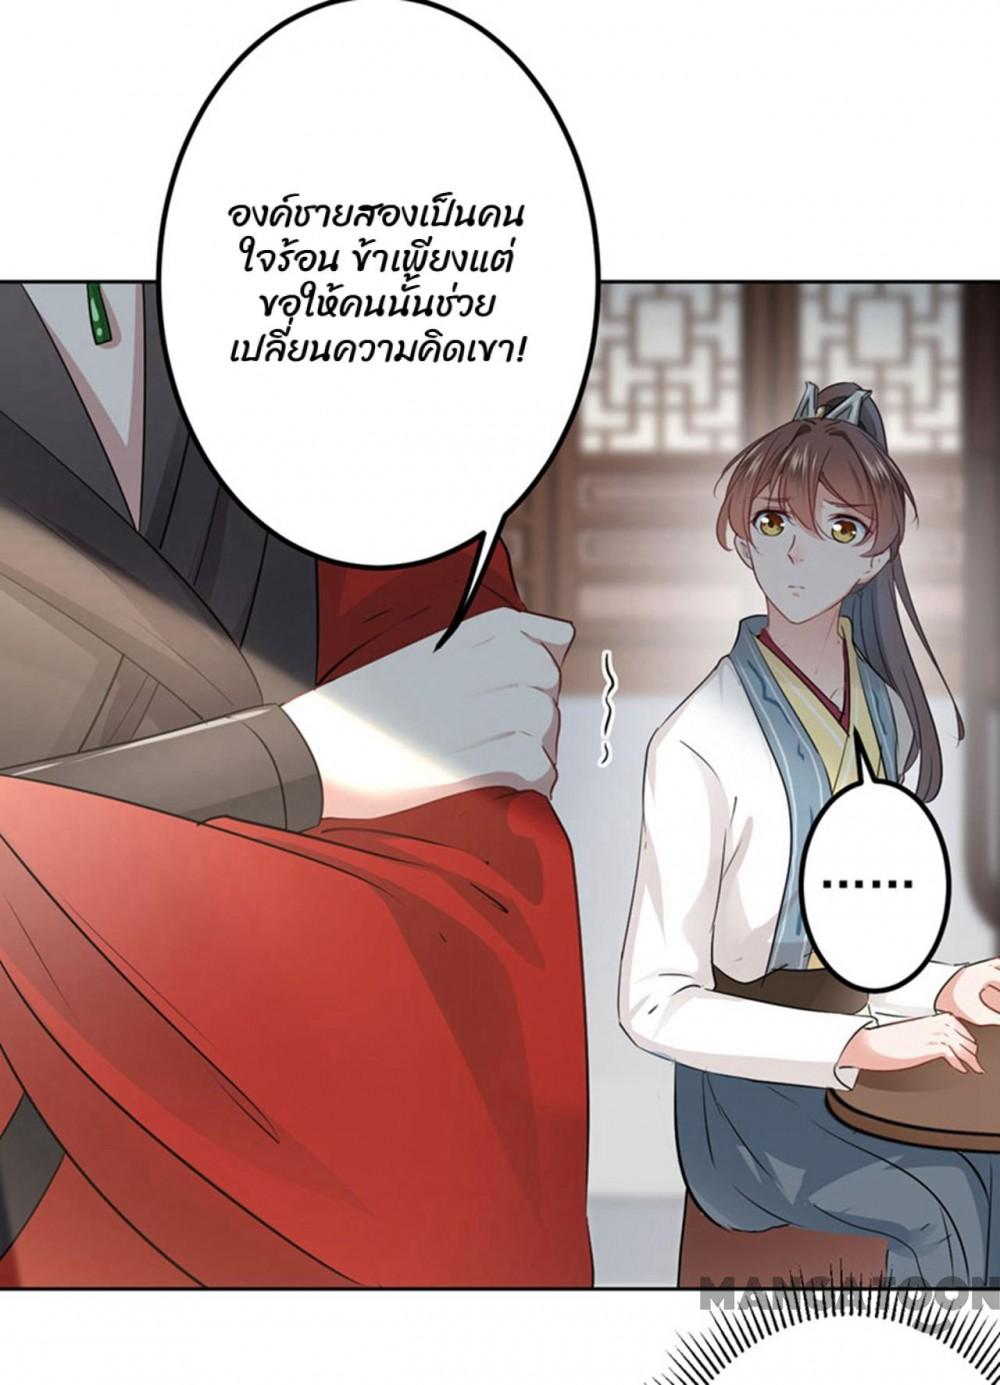 องค์ชายสองเป็นคน
ใจร้อน ข้าเพียงแต่
ขอให้คนนั้นช่วย
เปลี่ยนความคิดเขา!
.......
MANGATOON